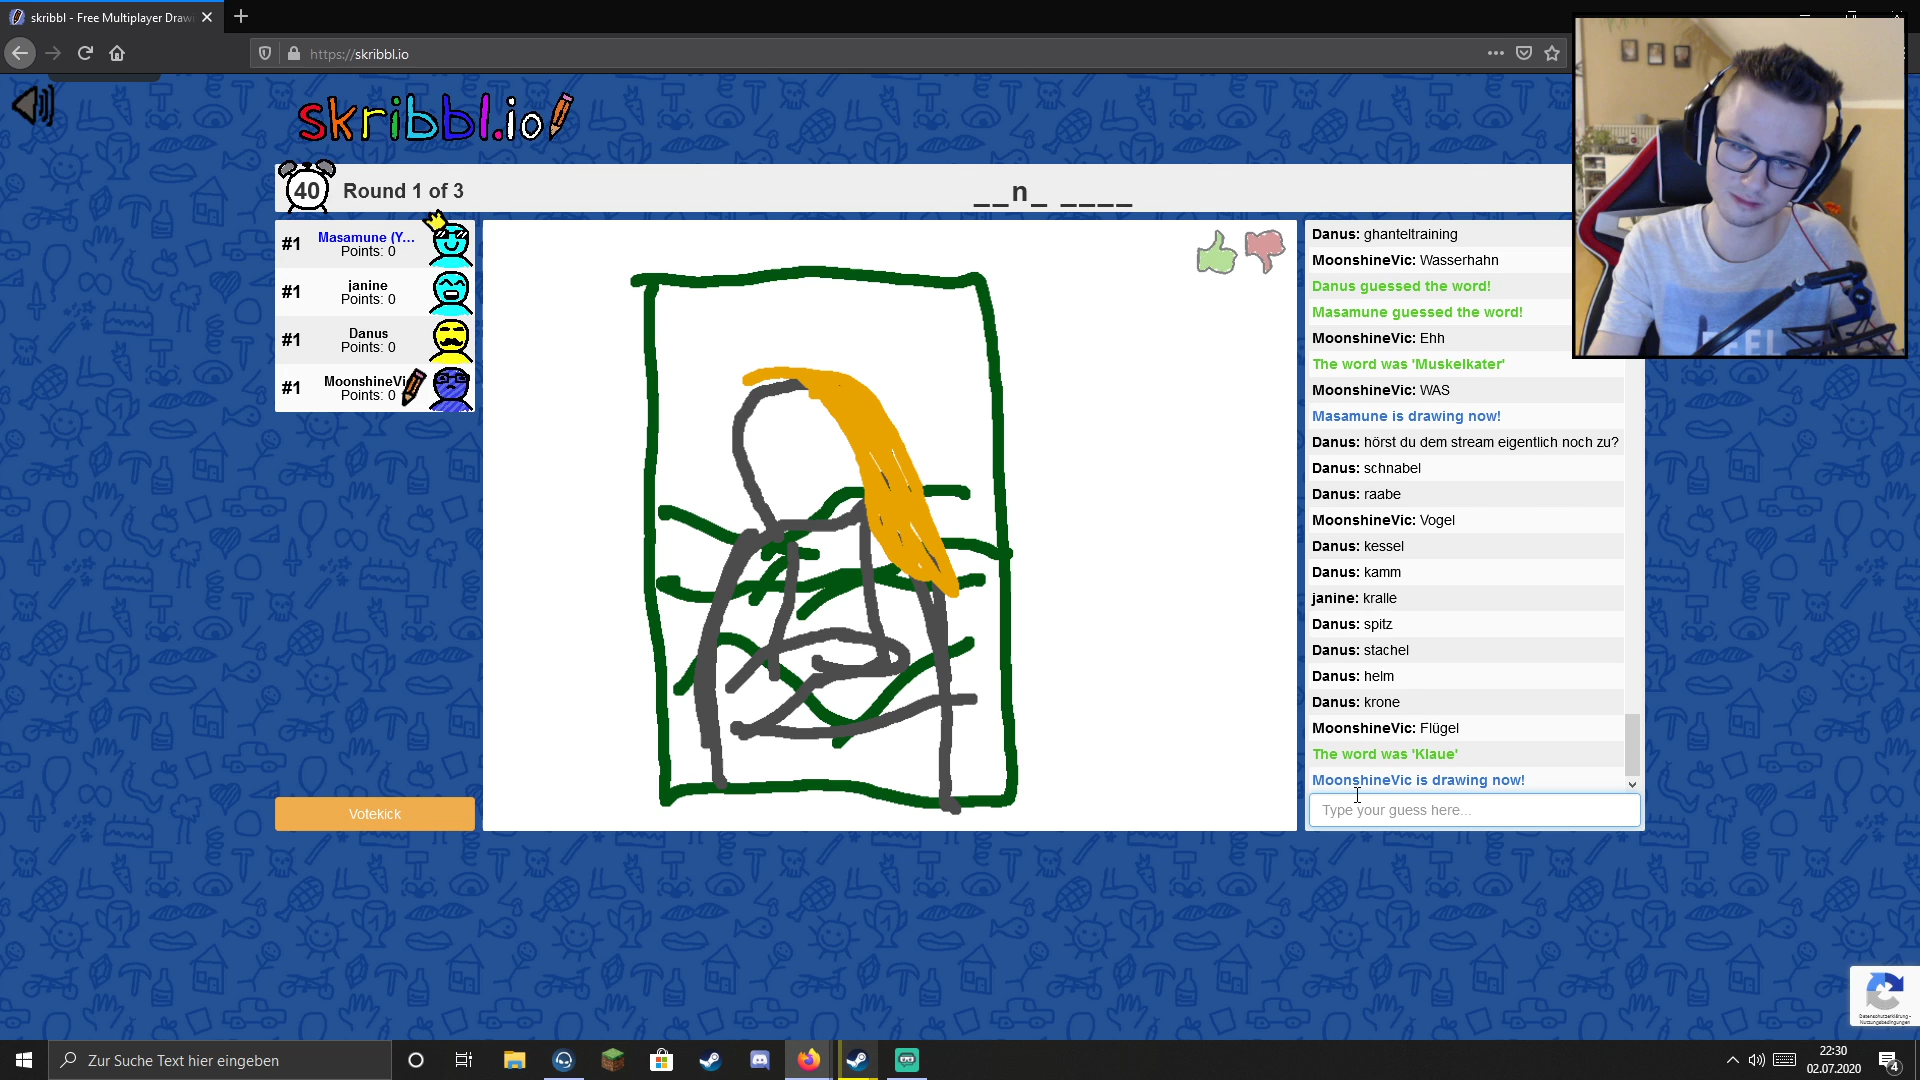 skribbl - Free Multiplayer Draw
https://skribbl.io
skribbl.io
40
Round 1 of 3
__n_ ____
#1
Masamune (Y...
Points: 0
#1
janine
Points: 0
#1
Danus
Points: 0
#1
MoonshineVi
Points: 0
Votekick
Danus: ghanteltraining
MoonshineVic: Wasserhahn
Danus guessed the word!
Masamune guessed the word!
MoonshineVic: Ehh
The word was 'Muskelkater'
MoonshineVic: WAS
Masamune is drawing now!
Danus: hörst du dem stream eigentlich noch zu?
Danus: schnabel
Danus: raabe
MoonshineVic: Vogel
Danus: kessel
Danus: kamm
janine: kralle
Danus: spitz
Danus: stachel
Danus: helm
Danus: krone
MoonshineVic: Flügel
The word was 'Klaue'
MoonshineVic is drawing now!
Type your guess here...
FEEL
Datenschutzerklärung -
Nutzungsbedingungen
Zur Suche Text hier eingeben
22:30
02.07.2020
4